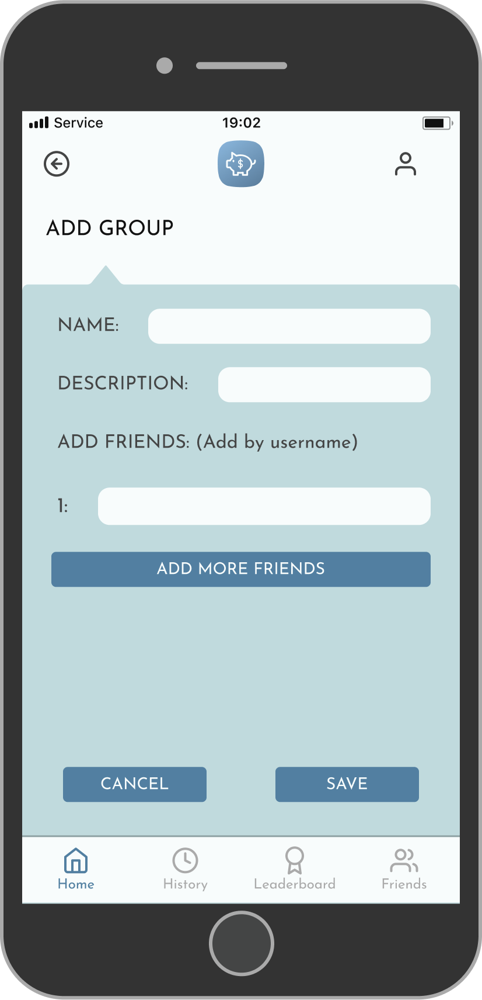 Service 19:02
$
ADD GROUP
NAME:
DESCRIPTION:
ADD FRIENDS: (Add by username)
1:
ADD MORE FRIENDS
CANCEL SAVE
Home History Leaderboard Friends